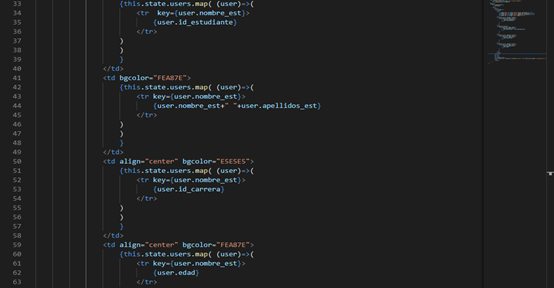 33 {this.state.users.map( (user)=>(
34 <tr  key={user.nombre_est}>
35 {user.id_estudiante}
36 </tr>
37 )
38 )
39 }
40 </td>
41 <td bgcolor="FEA87E">
42 {this.state.users.map( (user)=>(
43 <tr key={user.nombre_est}>
44 {user.nombre_est+" "+user.apellidos_est}
45 </tr>
46 )
47 )
48 }
49 </td>
50 <td align="center" bgcolor="E5E5E5">
51 {this.state.users.map( (user)=>(
52 <tr key={user.nombre_est}>
53 {user.id_carrera}
54 </tr>
55 )
56 )
57 }
58 </td>
59 <td align="center" bgcolor="FEA87E">
60 {this.state.users.map( (user)=>(
61 <tr key={user.nombre_est}>
62 {user.edad}
63 </tr>